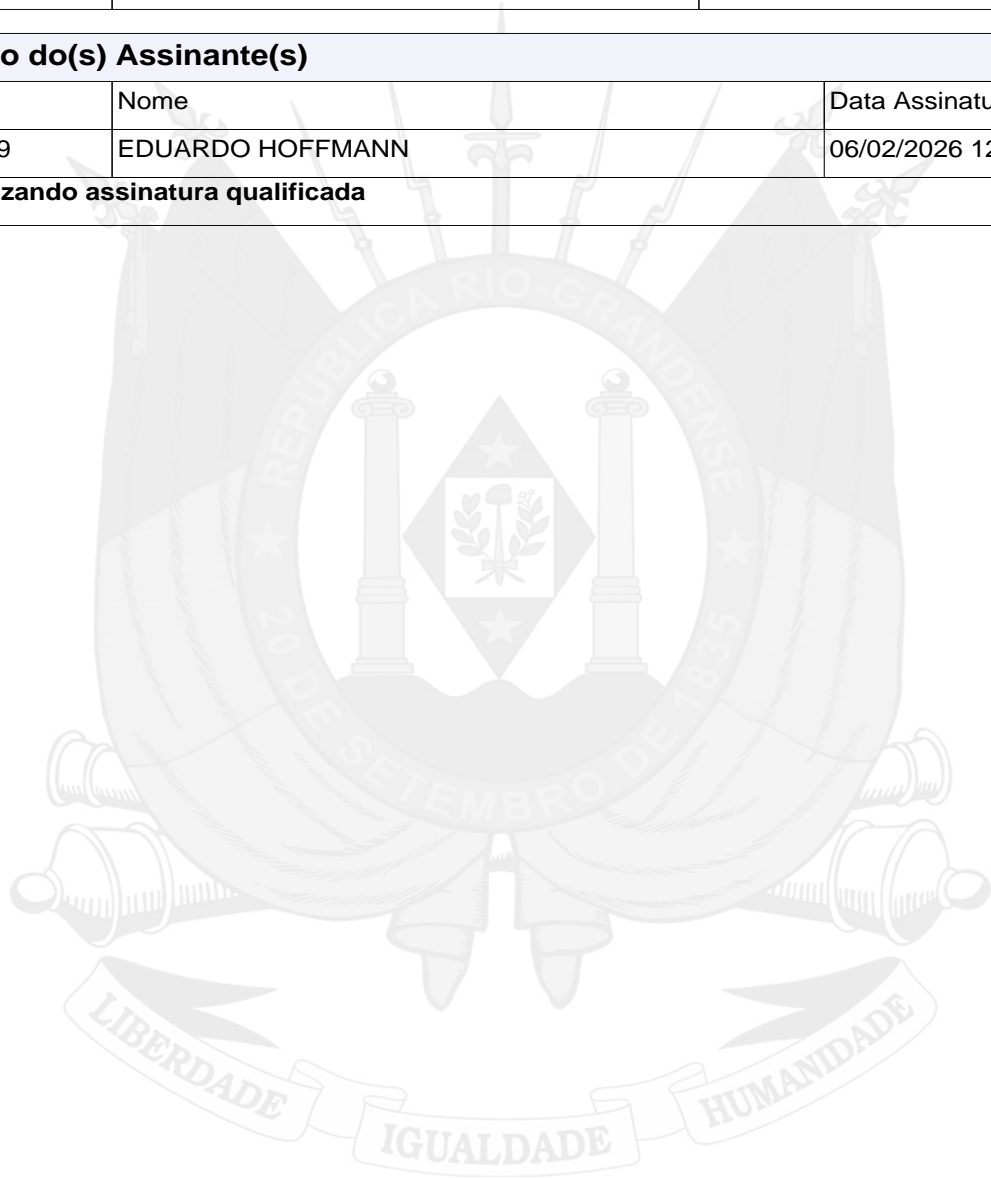 o do(s) Assinante(s)
Nome Data Assinatu
9 EDUARDO HOFFMANN 06/02/2026 12
zando assinatura qualificada
REPÚBLICA RIO-GRANDENSE
20 DE SETEMBRO DE 1835
LIBERDADE IGUALDADE HUMANIDADE